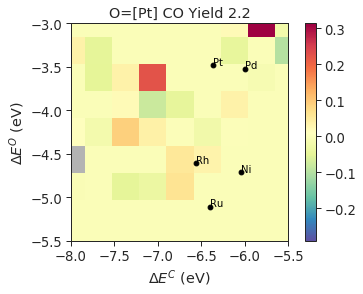 O=[Pt] CO Yield 2.2
−3.0
−3.5
−4.0
−4.5
−5.0
−5.5
ΔE^O (eV)
Pt
Pd
Rh
Ni
Ru
−8.0 −7.5 −7.0 −6.5 −6.0 −5.5
ΔE^C (eV)
0.3
0.2
0.1
0.0
−0.1
−0.2